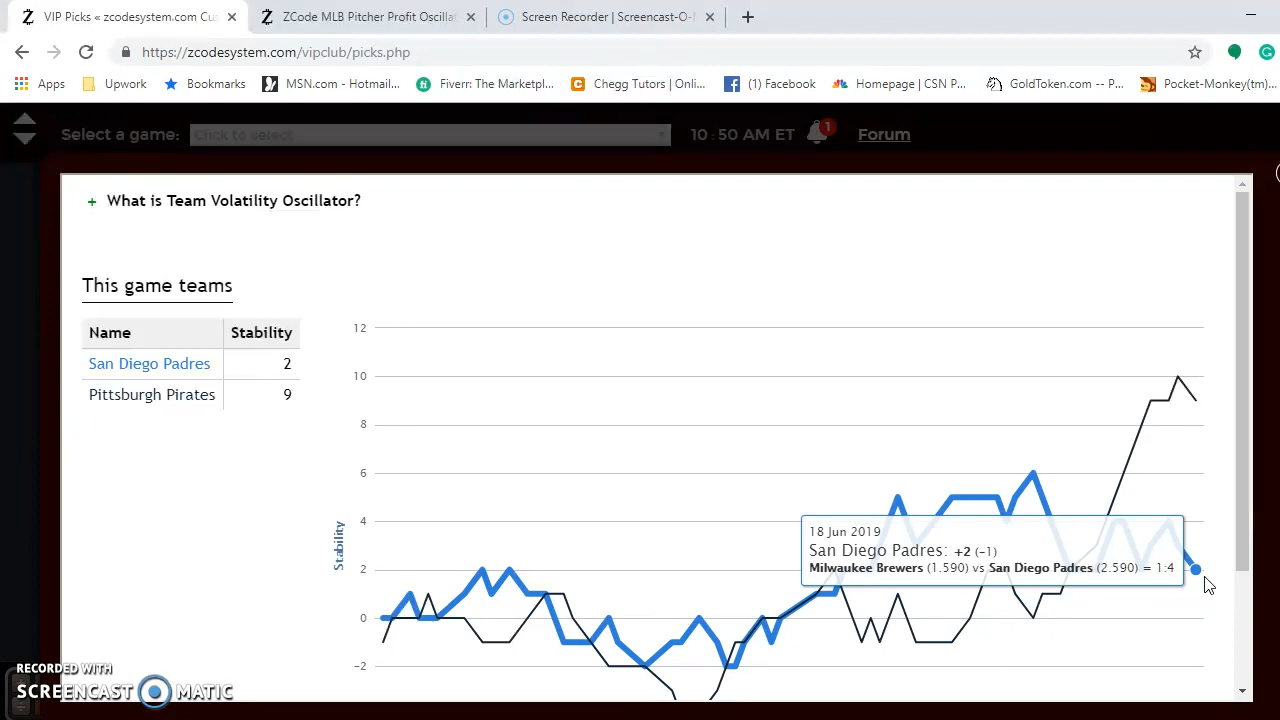 VIP Picks « zcodesystem.com Cus
ZCode MLB Pitcher Profit Oscillat
Screen Recorder | Screencast-O-
https://zcodesystem.com/vipclub/picks.php
Apps
Upwork
Bookmarks
MSN.com - Hotmail...
Fiverr: The Marketpl...
Chegg Tutors | Onli...
(1) Facebook
Homepage | CSN P...
GoldToken.com -- P...
Pocket-Monkey(tm)...
Select a game:
Click to select
10:50 AM ET
1
Forum
+ What is Team Volatility Oscillator?
This game teams
Name Stability
San Diego Padres 2
Pittsburgh Pirates 9
12
10
8
6
4
2
0
−2
Stability
18 Jun 2019
San Diego Padres: +2 (−1)
Milwaukee Brewers (1.590) vs San Diego Padres (2.590) = 1:4
RECORDED WITH
SCREENCAST MATIC